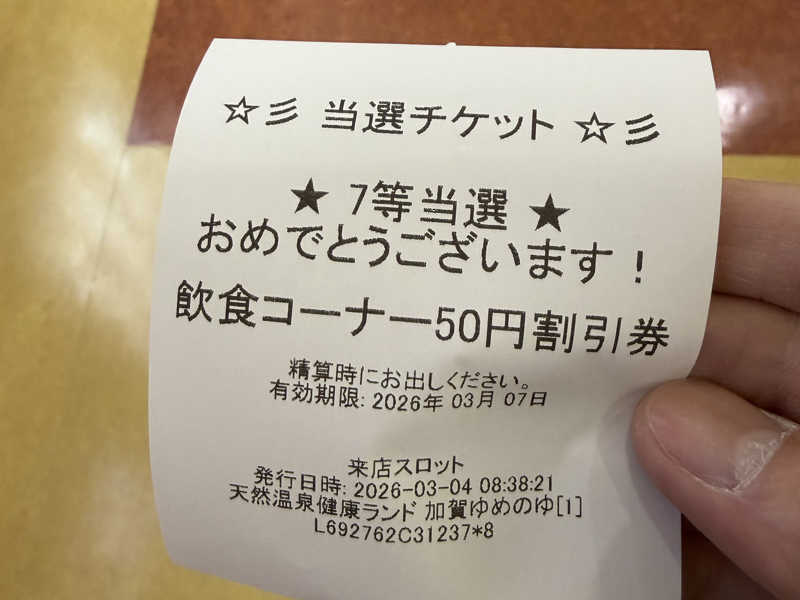 ☆彡 当選チケット ☆彡
★ 7等当選 ★
おめでとうございます！
飲食コーナー50円割引券
精算時にお出しください。
有効期限: 2026年 03月 07日
来店スロット
発行日時: 2026-03-04 08:38:21
天然温泉健康ランド 加賀ゆめのゆ[1]
L692762C31237*8